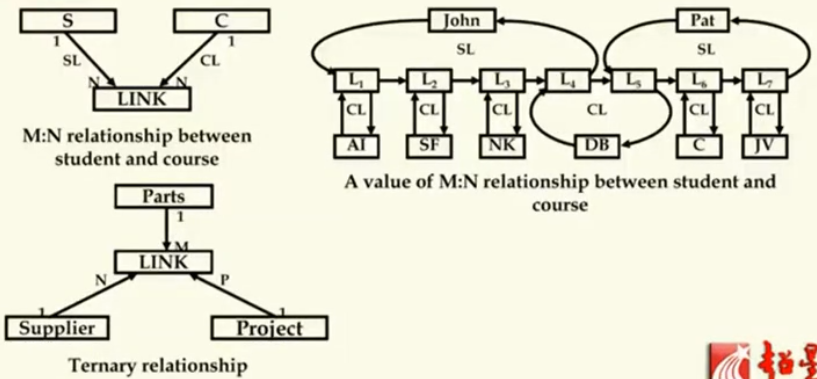 S
C
1
1
SL
CL
N
N
LINK
M:N relationship between
student and course
John
Pat
SL
SL
L1
L2
L3
L4
L5
L6
L7
CL
CL
CL
CL
CL
CL
AI
SF
NK
DB
C
JV
A value of M:N relationship between student and
course
Parts
1
M
LINK
N
P
1
1
Supplier
Project
Ternary relationship